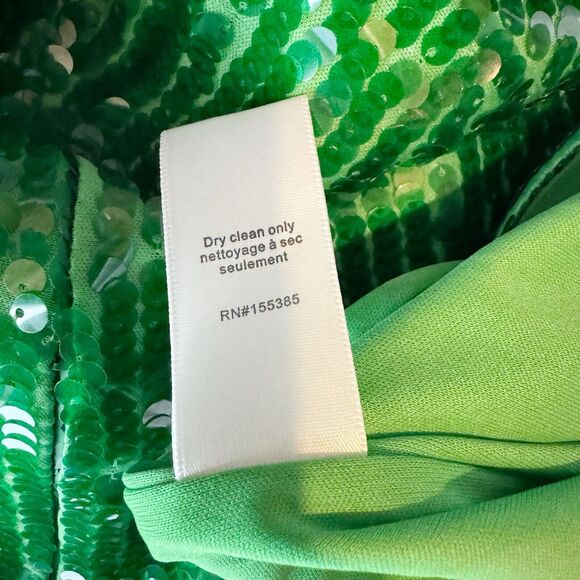 Dry clean only
nettoyage à sec
seulement
RN#155385